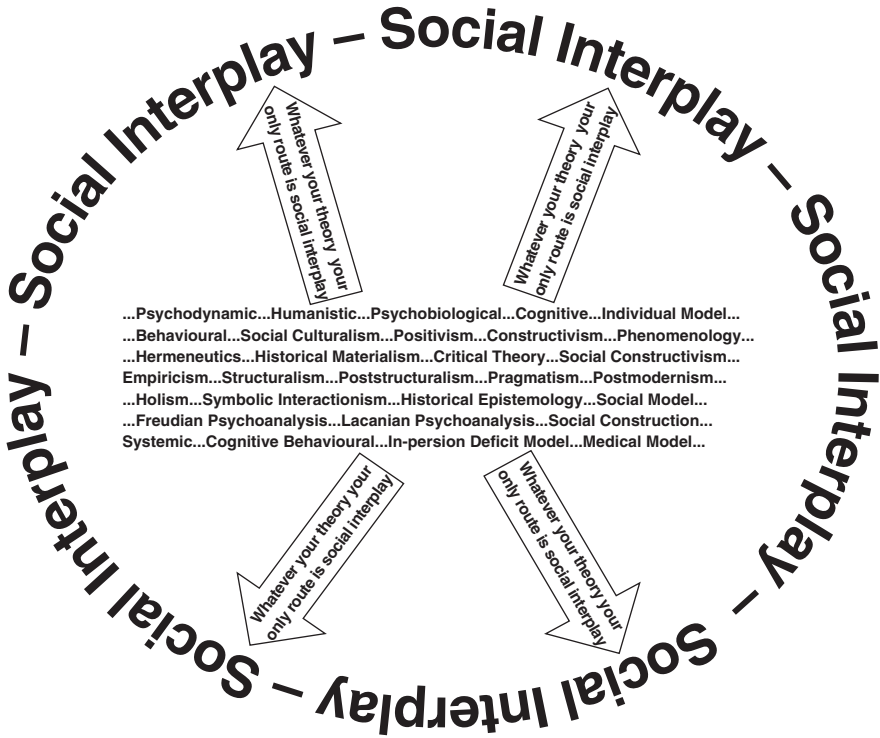 Social Interplay – Social Interplay – Social Interplay – Social Interplay – Social Interplay –
Whatever your theory your
only route is social interplay
Whatever your theory your
only route is social interplay
...Psychodynamic...Humanistic...Psychobiological...Cognitive...Individual Model...
...Behavioural...Social Culturalism...Positivism...Constructivism...Phenomenology...
...Hermeneutics...Historical Materialism...Critical Theory...Social Constructivism...
Empiricism...Structuralism...Poststructuralism...Pragmatism...Postmodernism...
...Holism...Symbolic Interactionism...Historical Epistemology...Social Model...
...Freudian Psychoanalysis...Lacanian Psychoanalysis...Social Construction...
Systemic...Cognitive Behavioural...In-persion Deficit Model...Medical Model...
Whatever your theory your
only route is social interplay
Whatever your theory your
only route is social interplay